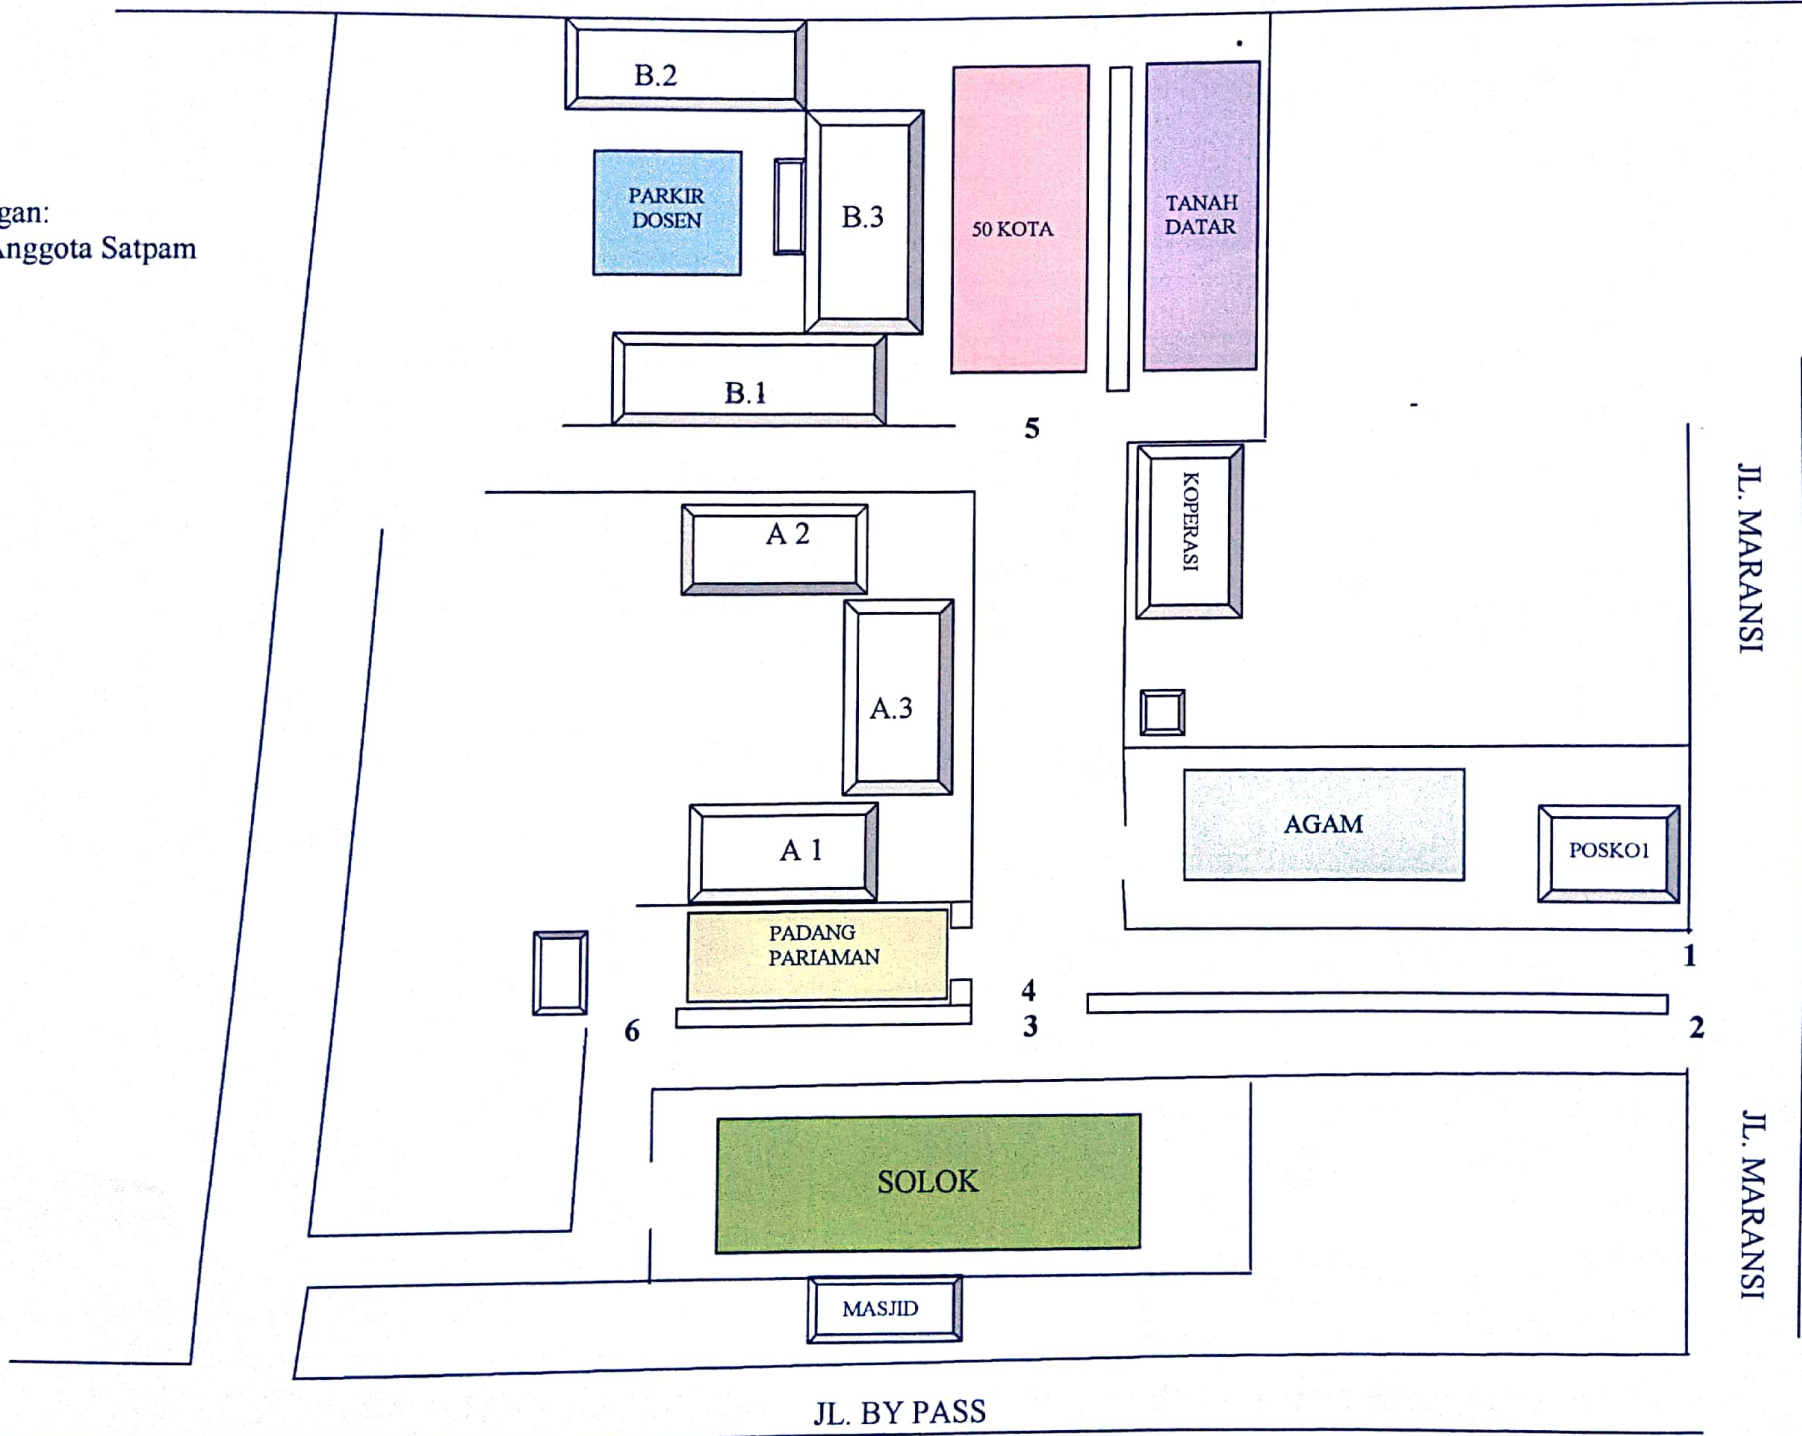 B.2
PARKIR
DOSEN
B.3
50 KOTA
TANAH
DATAR
gan:
Anggota Satpam
B.1
5
A 2
KOPERASI
JL. MARANSI
A.3
A 1
AGAM
POSKO1
PADANG
PARIAMAN
1
4
3
2
6
SOLOK
JL. MARANSI
MASJID
JL. BY PASS